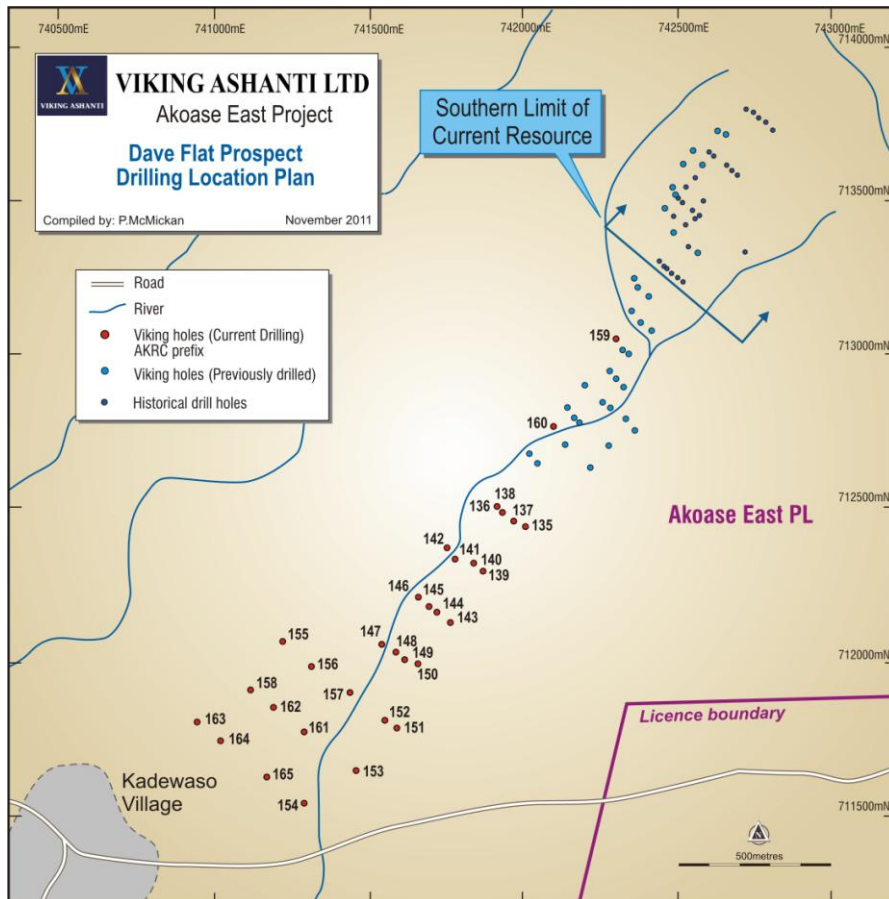 740500mE 741000mE 741500mE 742000mE 742500mE 743000mE
714000mN
VIKING ASHANTI
VIKING ASHANTI LTD
Akoase East Project
Dave Flat Prospect
Drilling Location Plan
Compiled by: P.McMickan November 2011
Southern Limit of
Current Resource
713500mN
Road
River
Viking holes (Current Drilling)
AKRC prefix
Viking holes (Previously drilled)
Historical drill holes
159
713000mN
160
138
136 137
135
712500mN
Akoase East PL
142
141
140
139
146 145
144
143
147 148
149
150
155
156
712000mN
158
157
162
163
152
151
161
164
Licence boundary
165
153
Kadewaso
Village
154
711500mN
N
500metres